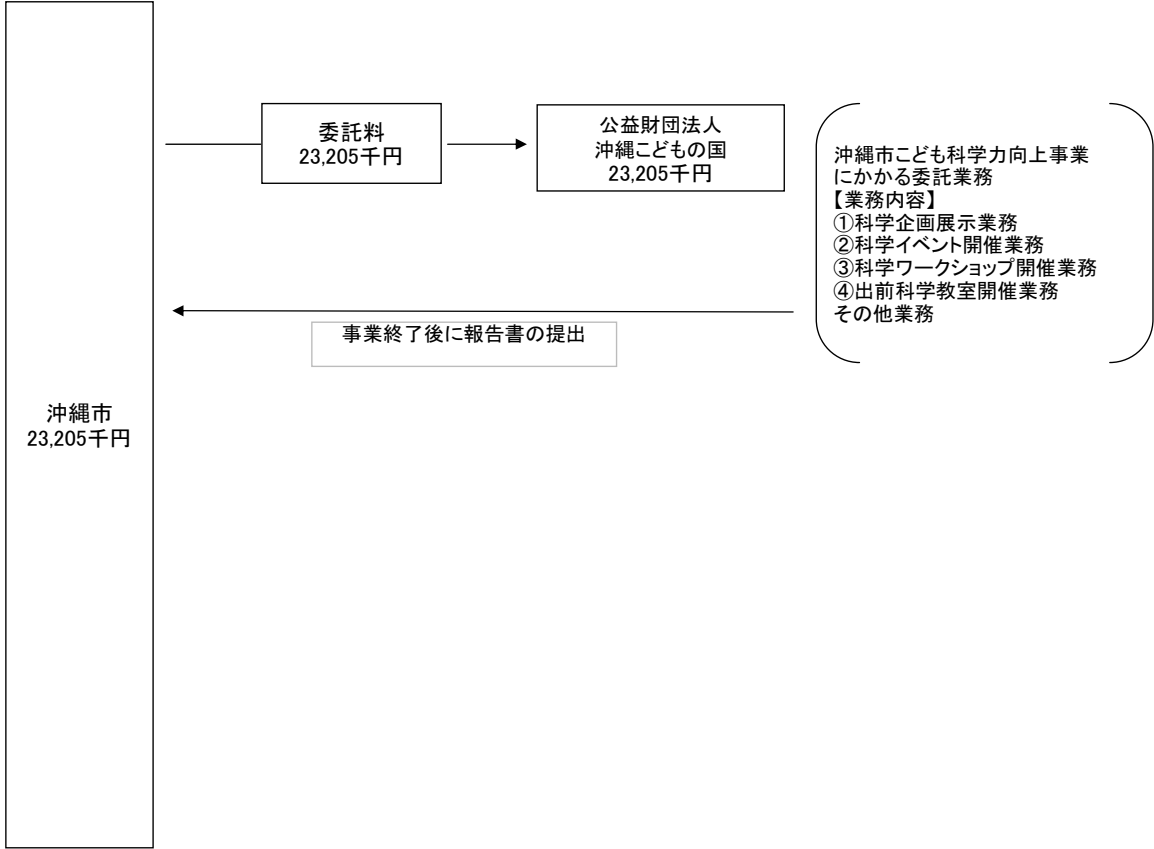 委託料
23,205千円
公益財団法人
沖縄こどもの国
23,205千円
沖縄市こども科学力向上事業
にかかる委託業務
【業務内容】
①科学企画展示業務
②科学イベント開催業務
③科学ワークショップ開催業務
④出前科学教室開催業務
その他業務
事業終了後に報告書の提出
沖縄市
23,205千円